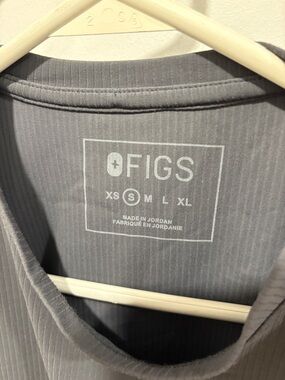 FIGS
XS S M L XL
MADE IN JORDAN
FABRIQUÉ EN JORDANIE